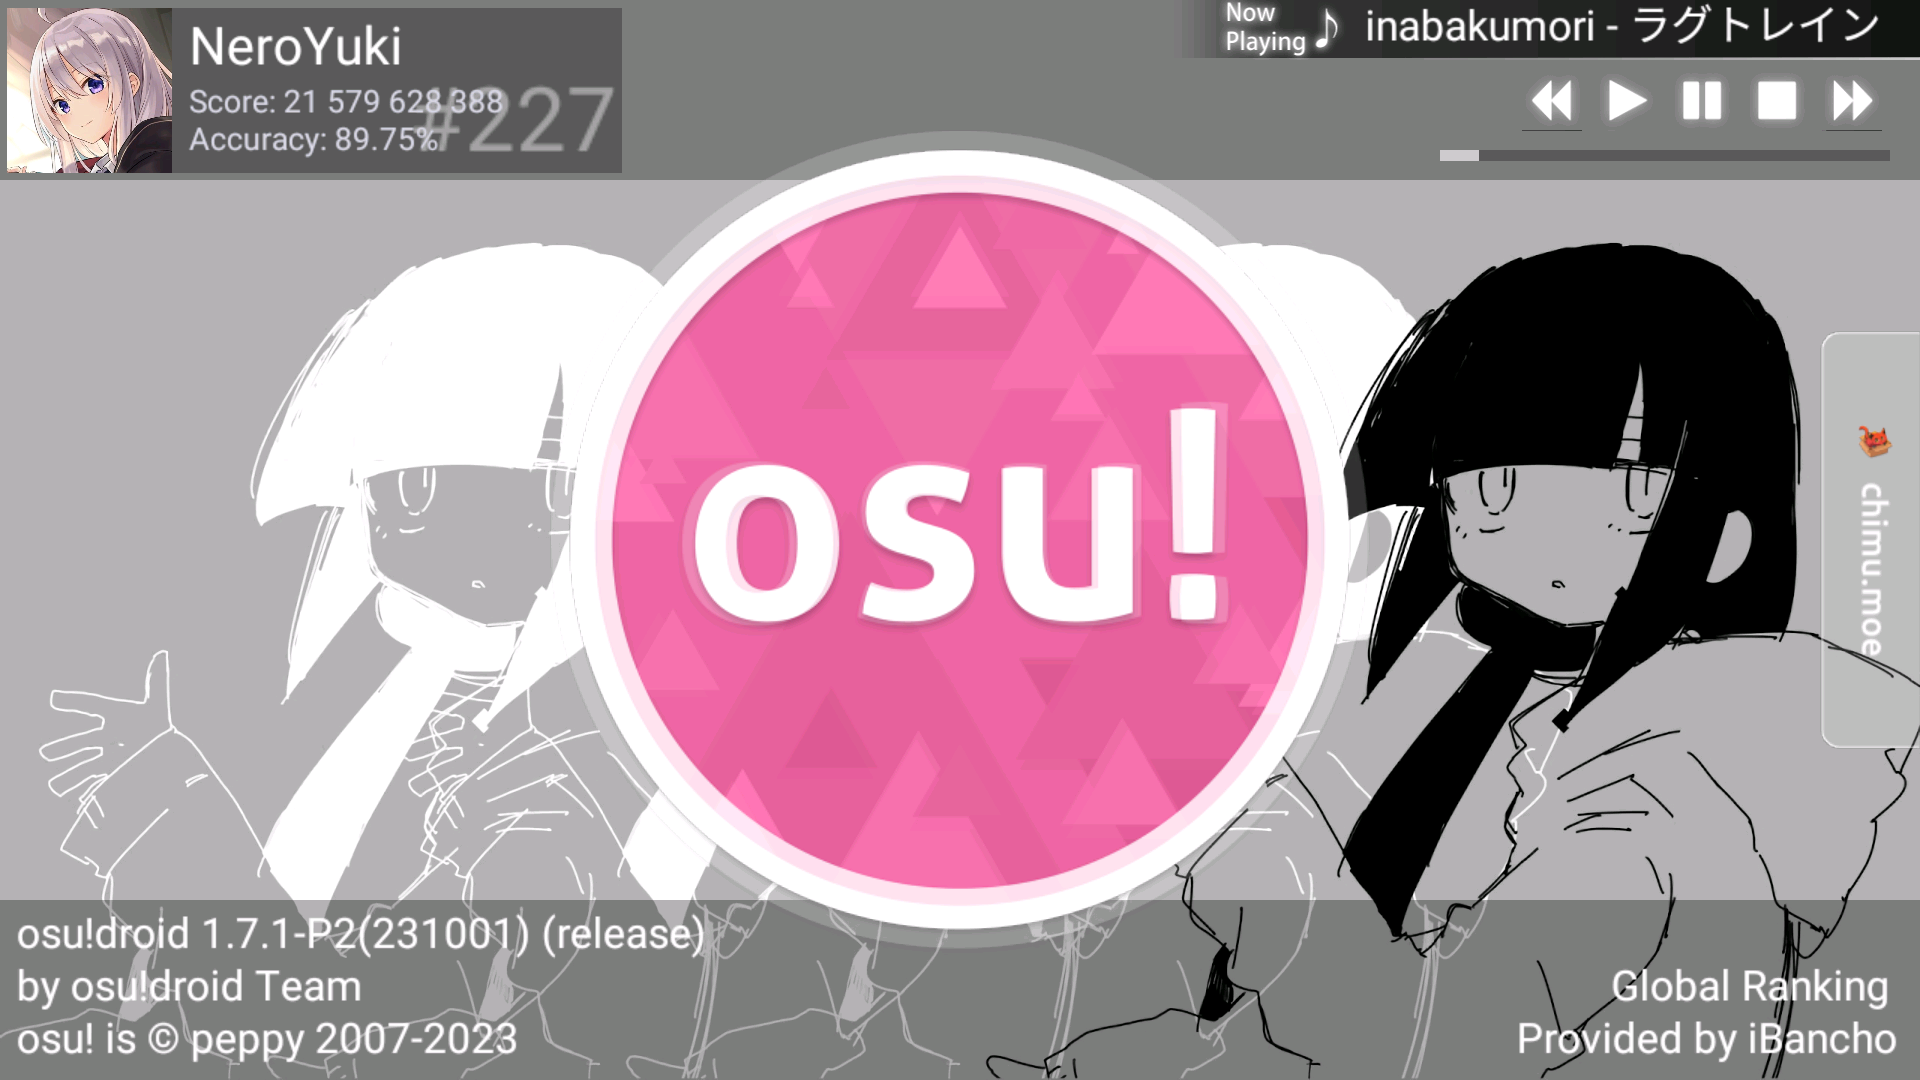 NeroYuki
Score: 21 579 628 388
Accuracy: 89.75%
#227
Now
Playing
inabakumori - ラグトレイン
osu!
chimu.moe
osu!droid 1.7.1-P2(231001) (release)
by osu!droid Team
osu! is © peppy 2007-2023
Global Ranking
Provided by iBancho